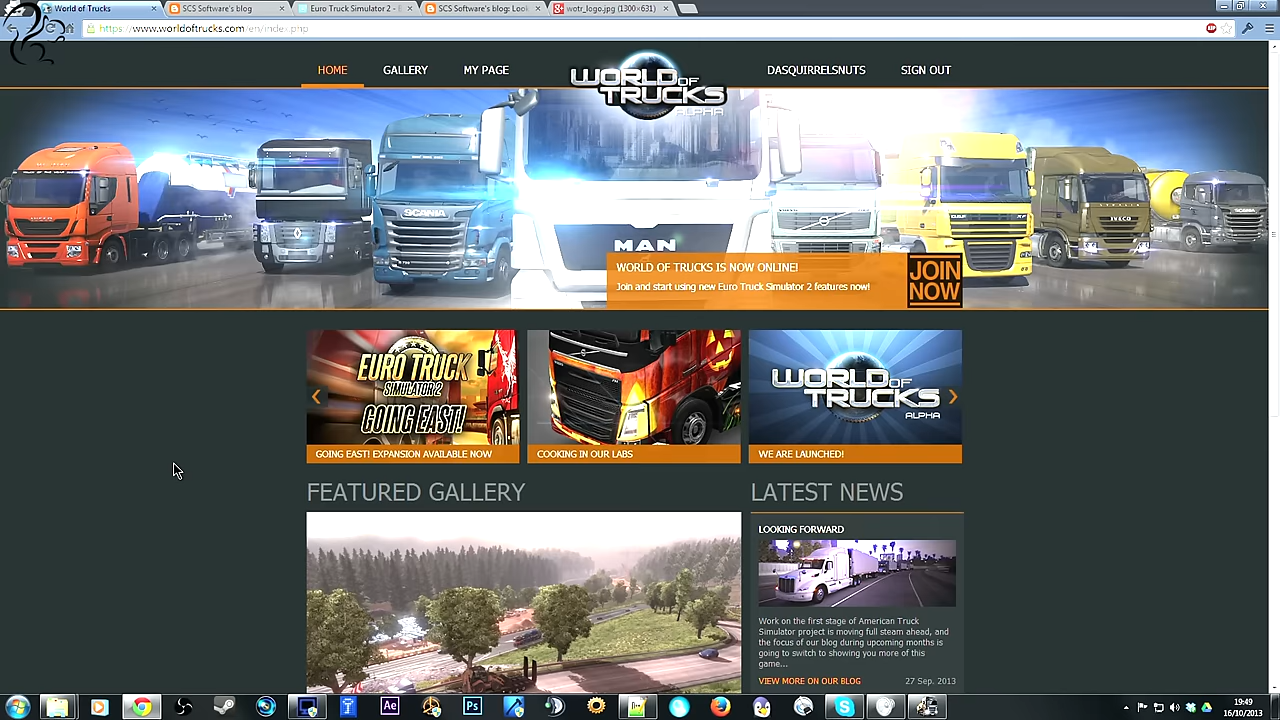 World of Trucks
SCS Software's blog
Euro Truck Simulator 2 - E
SCS Software's blog: Look
wotr_logo.jpg (1300×631)
https://www.worldoftrucks.com/en/index.php
HOME
GALLERY
MY PAGE
WORLD OF
TRUCKS
ALPHA
DASQUIRRELSNUTS
SIGN OUT
SCANIA
MAN
IVECO
WORLD OF TRUCKS IS NOW ONLINE!
Join and start using new Euro Truck Simulator 2 features now!
JOIN
NOW
EURO TRUCK
SIMULATOR 2
GOING EAST!
WORLD OF
TRUCKS
ALPHA
GOING EAST! EXPANSION AVAILABLE NOW
COOKING IN OUR LABS
WE ARE LAUNCHED!
FEATURED GALLERY
LATEST NEWS
LOOKING FORWARD
Work on the first stage of American Truck
Simulator project is moving full steam ahead, and
the focus of our blog during upcoming months is
going to switch to showing you more of this
game...
VIEW MORE ON OUR BLOG
27 Sep. 2013
Ae
Ps
19:49
16/10/2013